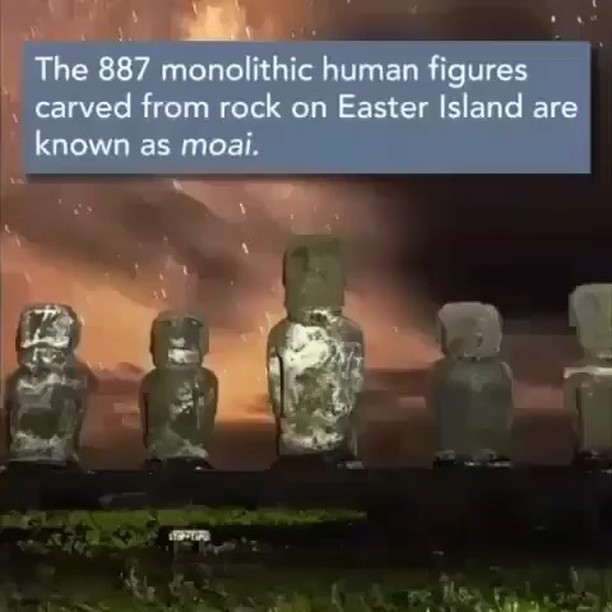 The 887 monolithic human figures
carved from rock on Easter Island are
known as moai.